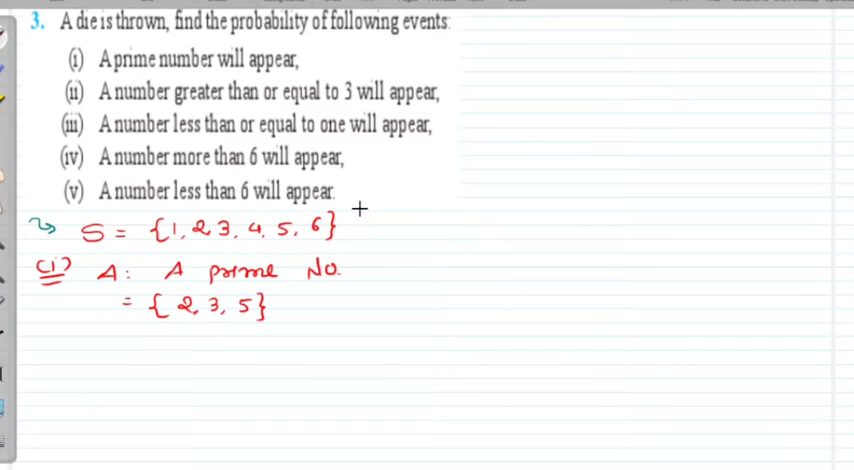 3. A die is thrown, find the probability of following events:
(i) A prime number will appear,
(ii) A number greater than or equal to 3 will appear,
(iii) A number less than or equal to one will appear,
(iv) A number more than 6 will appear,
(v) A number less than 6 will appear.
S = {1, 2, 3, 4, 5, 6}
(i) A: A prime No.
= {2, 3, 5}